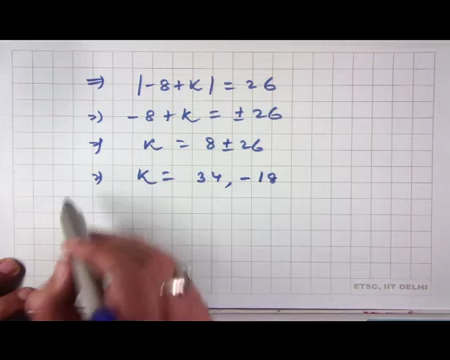 ⇒ |-8+K| = 26
⇒ -8+K = ±26
⇒ K = 8±26
⇒ K = 34, -18
ETSC, IIT DELHI